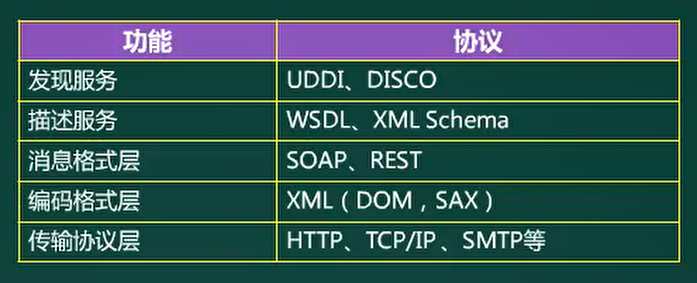 功能 协议
发现服务 UDDI、DISCO
描述服务 WSDL、XML Schema
消息格式层 SOAP、REST
编码格式层 XML（DOM，SAX）
传输协议层 HTTP、TCP/IP 、SMTP等